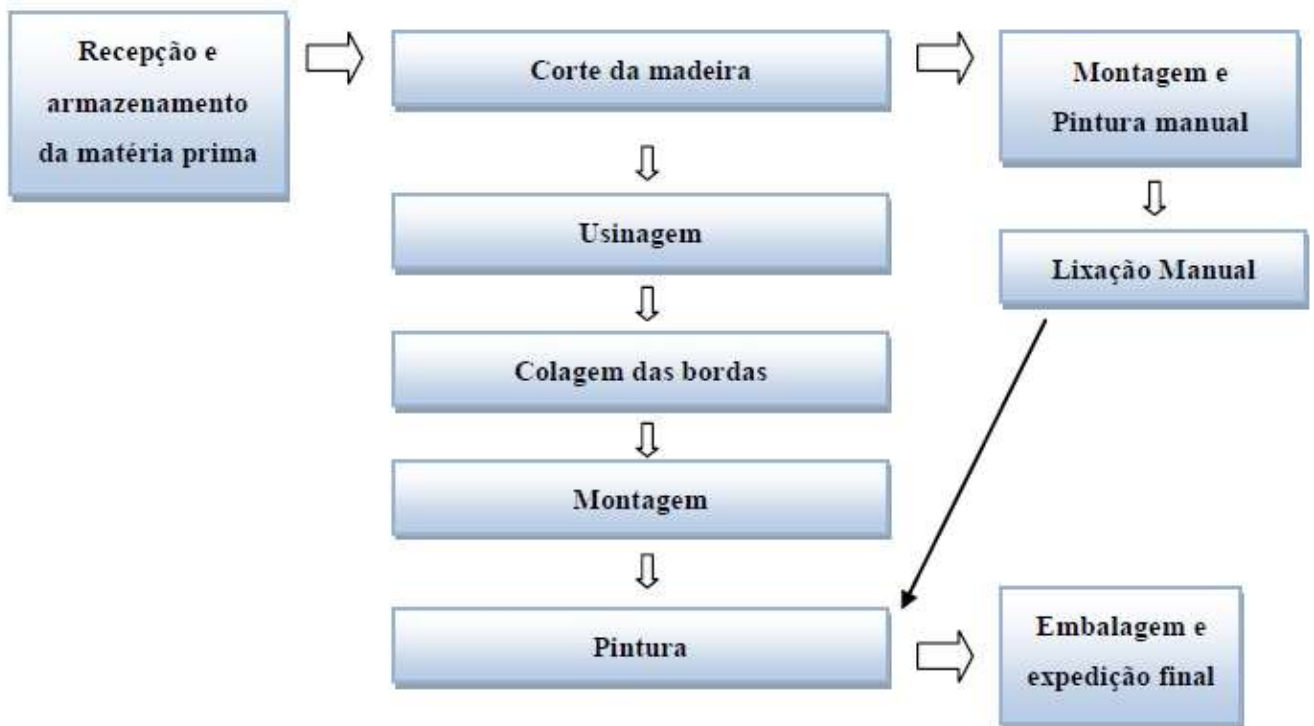 Recepção e
armazenamento
da matéria prima
Corte da madeira
Montagem e
Pintura manual
Usinagem
Lixação Manual
Colagem das bordas
Montagem
Pintura
Embalagem e
expedição final